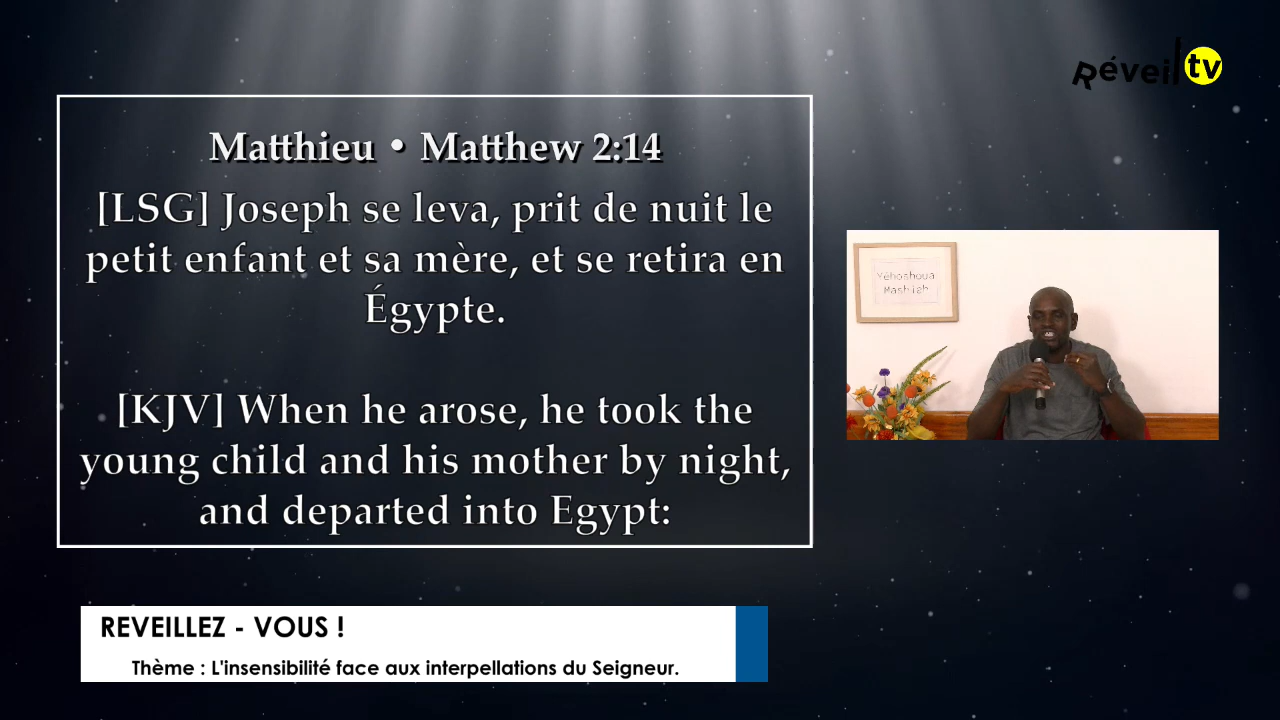 Réveil tv
Matthieu • Matthew 2:14
[LSG] Joseph se leva, prit de nuit le
petit enfant et sa mère, et se retira en
Égypte.
[KJV] When he arose, he took the
young child and his mother by night,
and departed into Egypt:
Yéhoshoua
Mashiah
REVEILLEZ - VOUS !
Thème : L'insensibilité face aux interpellations du Seigneur.